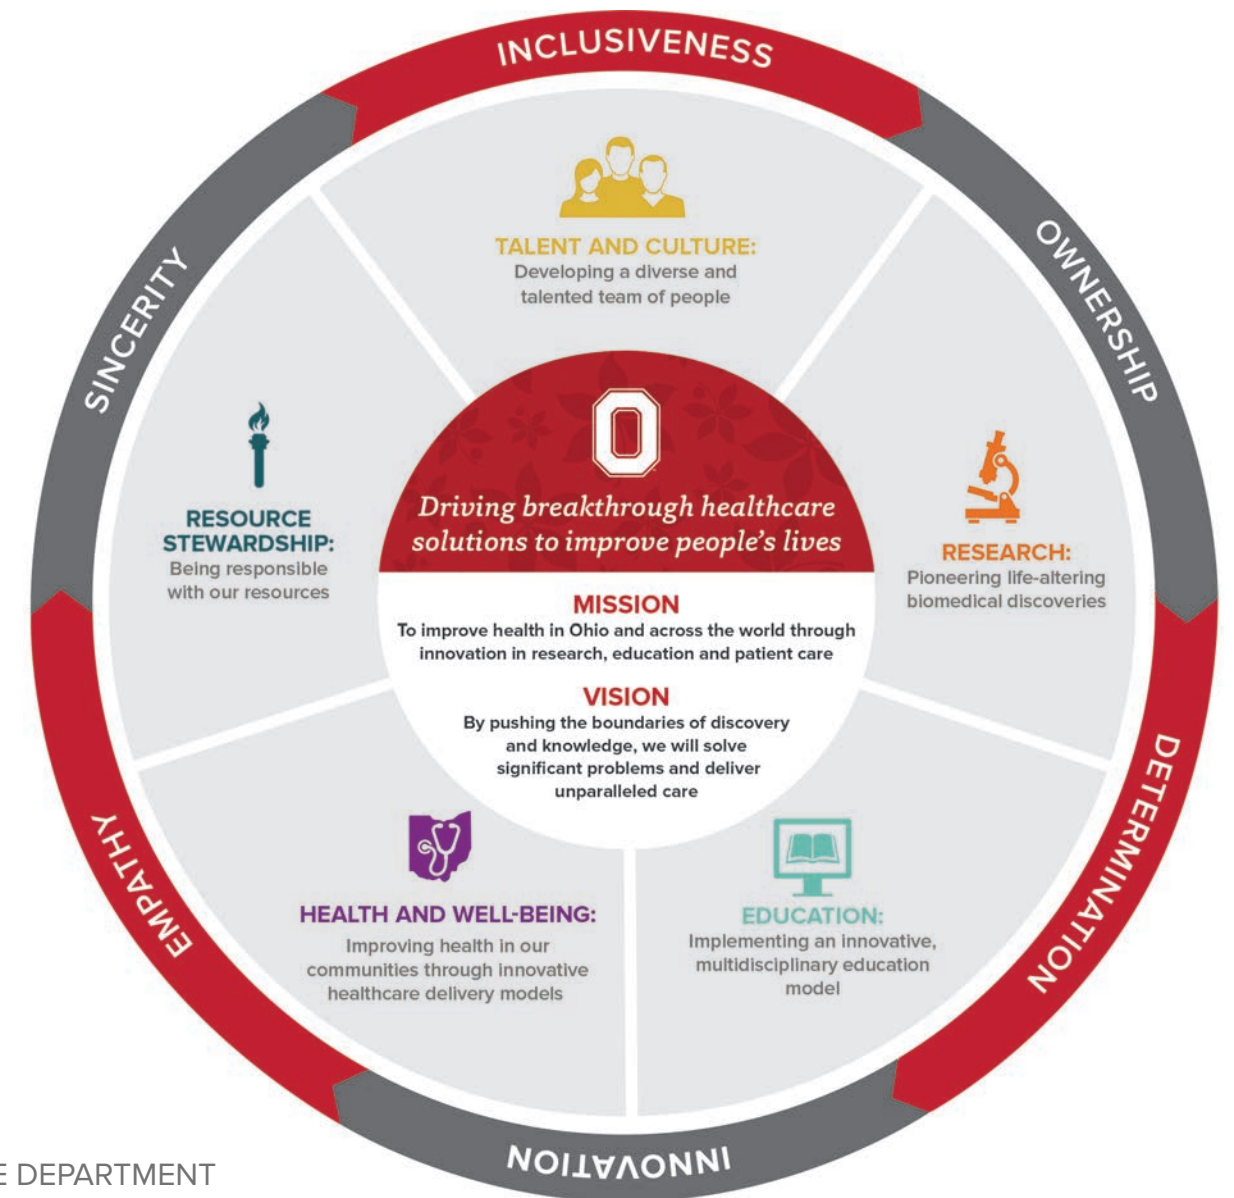 INCLUSIVENESS
OWNERSHIP
DETERMINATION
INNOVATION
EMPATHY
SINCERITY
TALENT AND CULTURE:
Developing a diverse and
talented team of people
RESEARCH:
Pioneering life-altering
biomedical discoveries
EDUCATION:
Implementing an innovative,
multidisciplinary education
model
HEALTH AND WELL-BEING:
Improving health in our
communities through innovative
healthcare delivery models
RESOURCE
STEWARDSHIP:
Being responsible
with our resources
O
Driving breakthrough healthcare
solutions to improve people's lives
MISSION
To improve health in Ohio and across the world through
innovation in research, education and patient care
VISION
By pushing the boundaries of discovery
and knowledge, we will solve
significant problems and deliver
unparalleled care
E DEPARTMENT